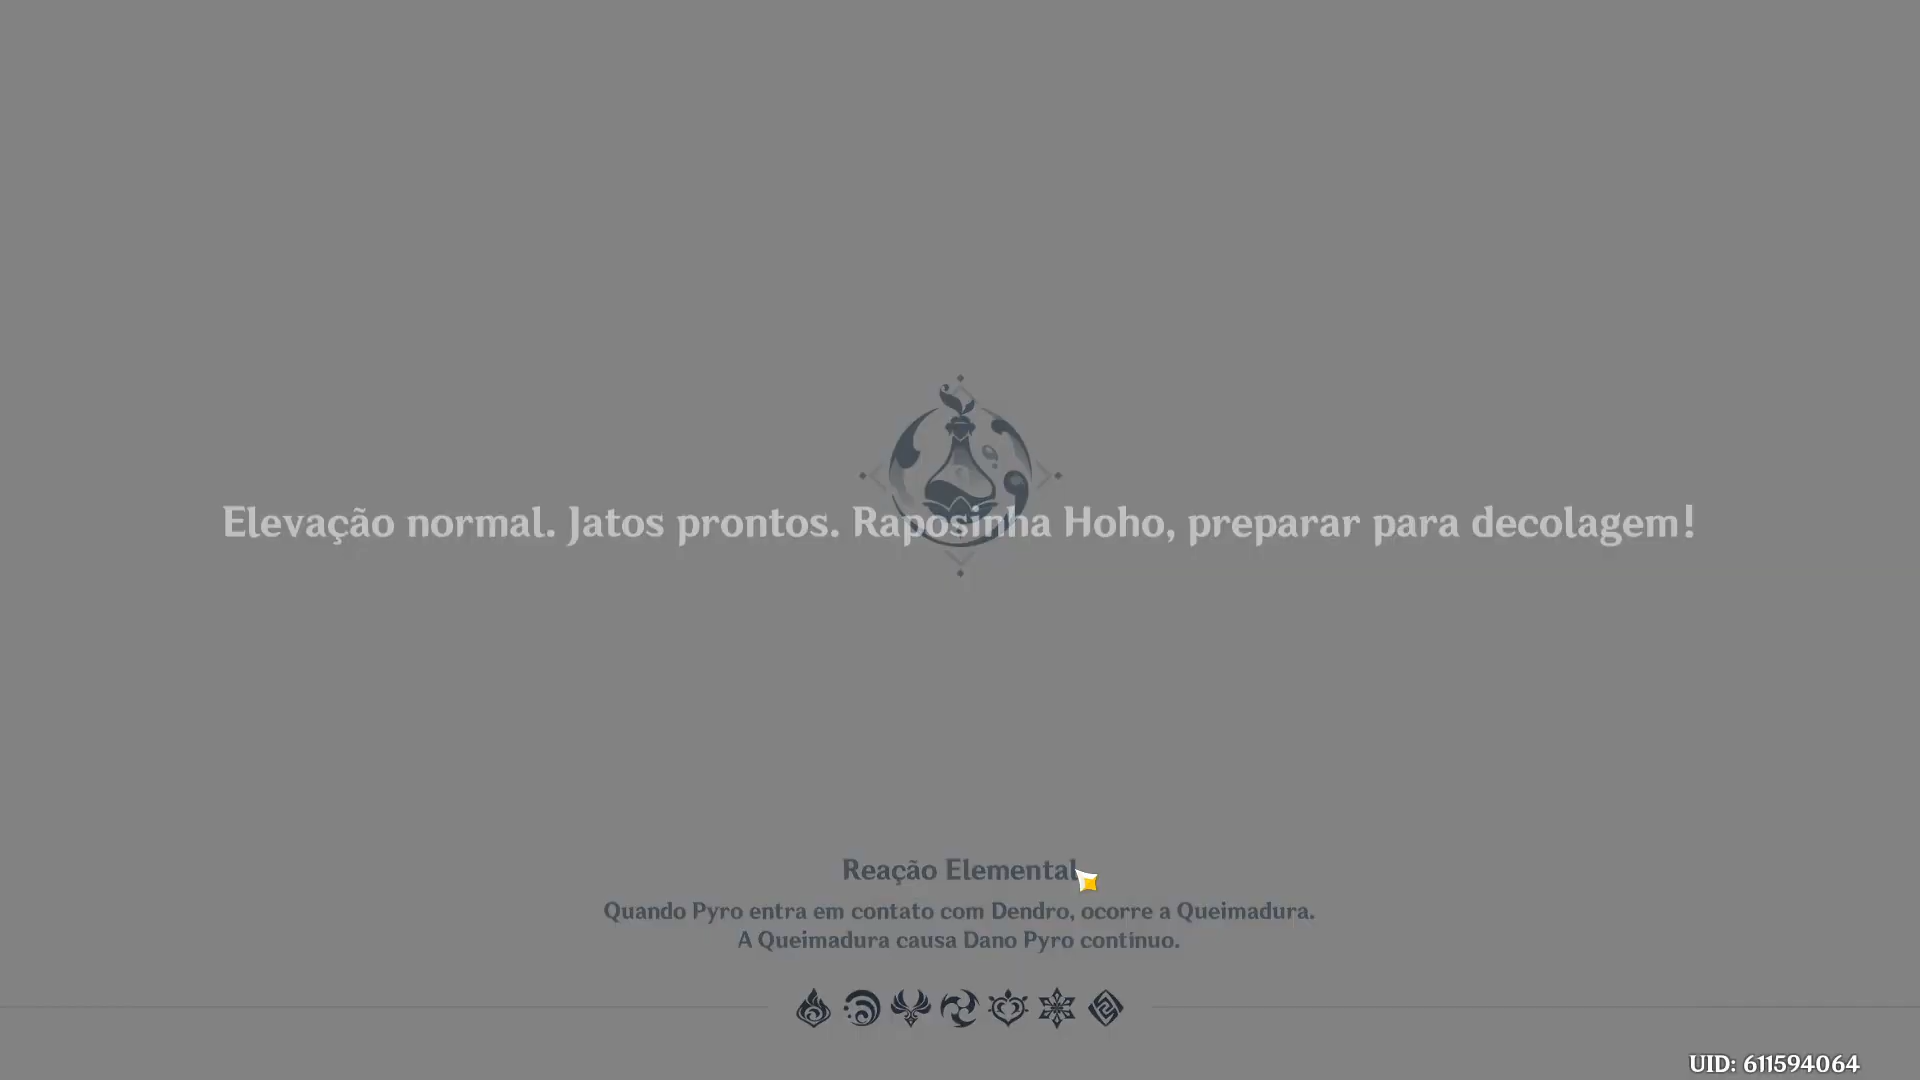 Elevação normal. Jatos prontos. Raposinha Hoho, preparar para decolagem!
Reação Elemental
Quando Pyro entra em contato com Dendro, ocorre a Queimadura.
A Queimadura causa Dano Pyro contínuo.
UID: 611594064